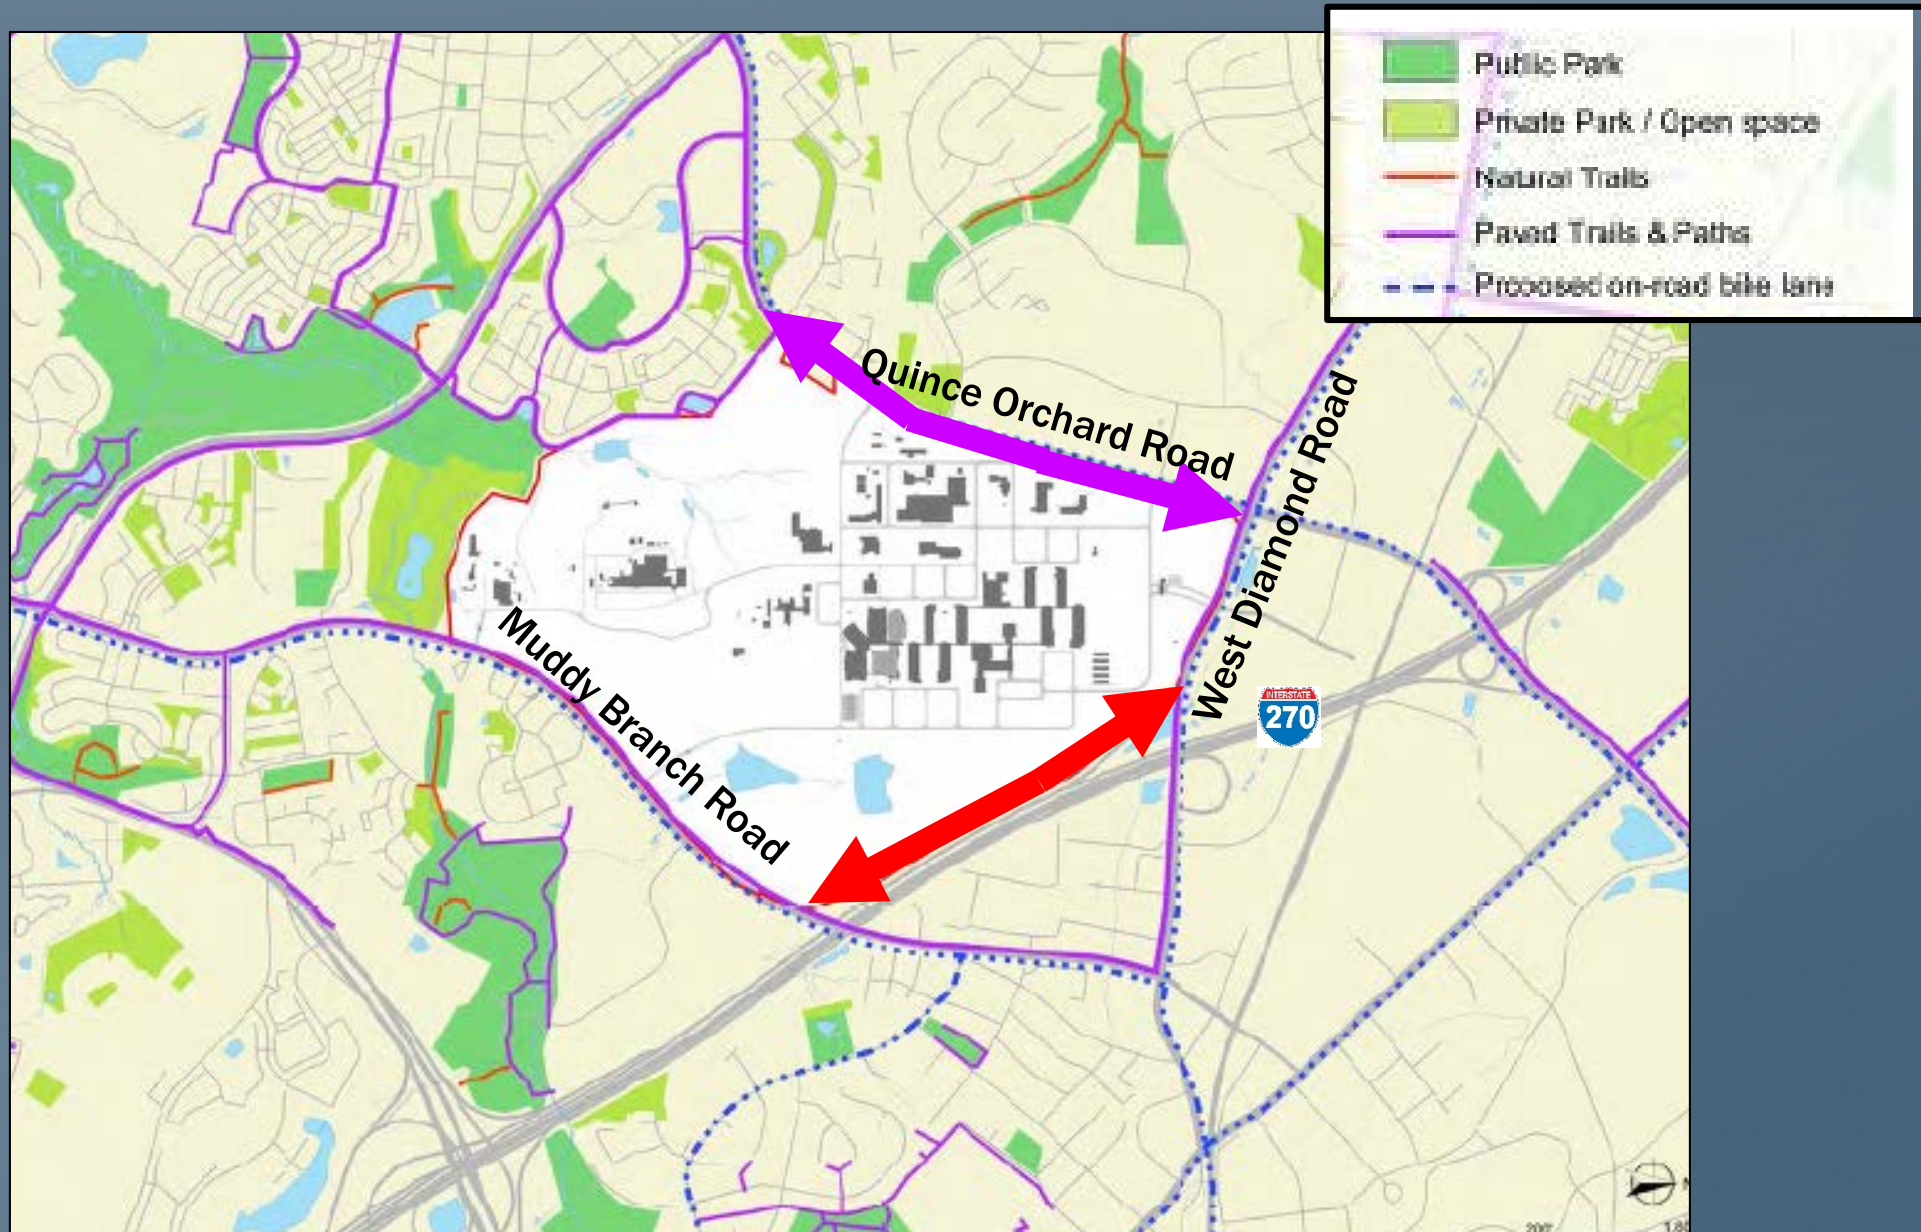 Public Park
Private Park / Open space
Natural Trails
Paved Trails & Paths
Proposed on-road bike lane
Quince Orchard Road
West Diamond Road
Muddy Branch Road
INTERSTATE
270
200'